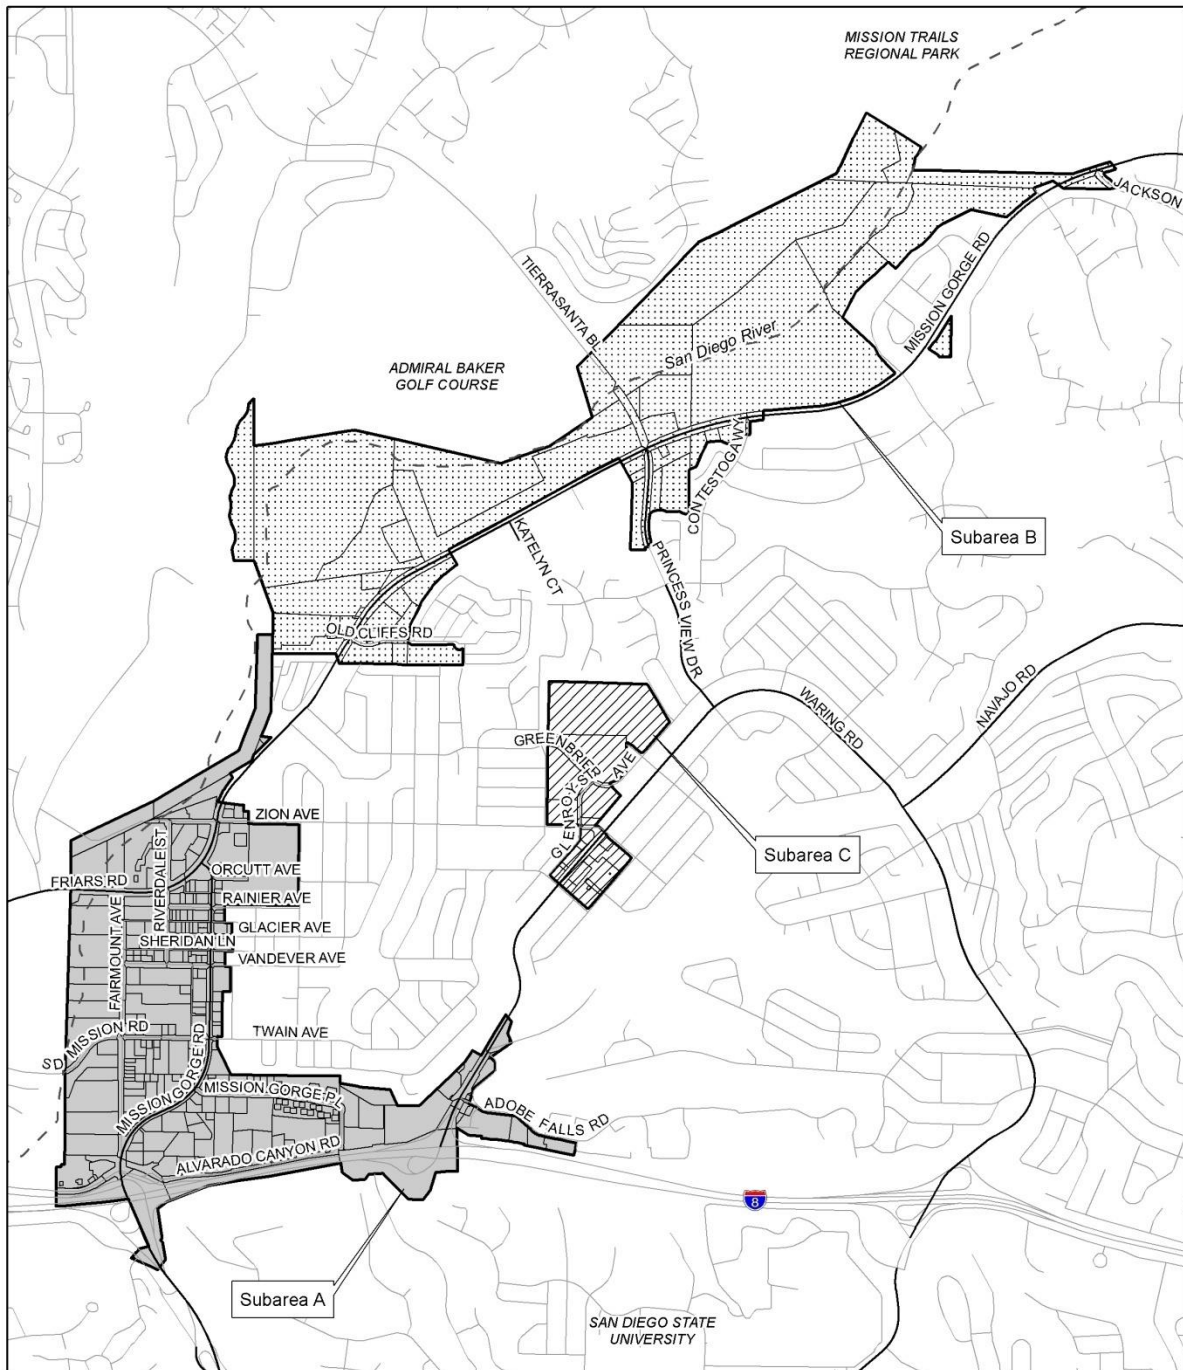 MISSION TRAILS
REGIONAL PARK
JACKSON
TIERRASANTA BL
MISSION GORGE RD
San Diego River
ADMIRAL BAKER
GOLF COURSE
CONTESTOGA WY
Subarea B
KATELYN CT
PRINCESS VIEW DR
OLD CLIFFS RD
NAVAJO RD
WARING RD
GREENBRIER AVE
GLENROY S
ZION AVE
RIVERDALE ST
Subarea C
ORCUTT AVE
FRIARS RD
RAINIER AVE
FAIRMOUNT AVE
GLACIER AVE
SHERIDAN LN
VANDEVER AVE
TWAIN AVE
SD MISSION RD
MISSION GORGE RD
MISSION GORGE PL
ADOBE FALLS RD
ALVARADO CANYON RD
8
Subarea A
SAN DIEGO STATE
UNIVERSITY